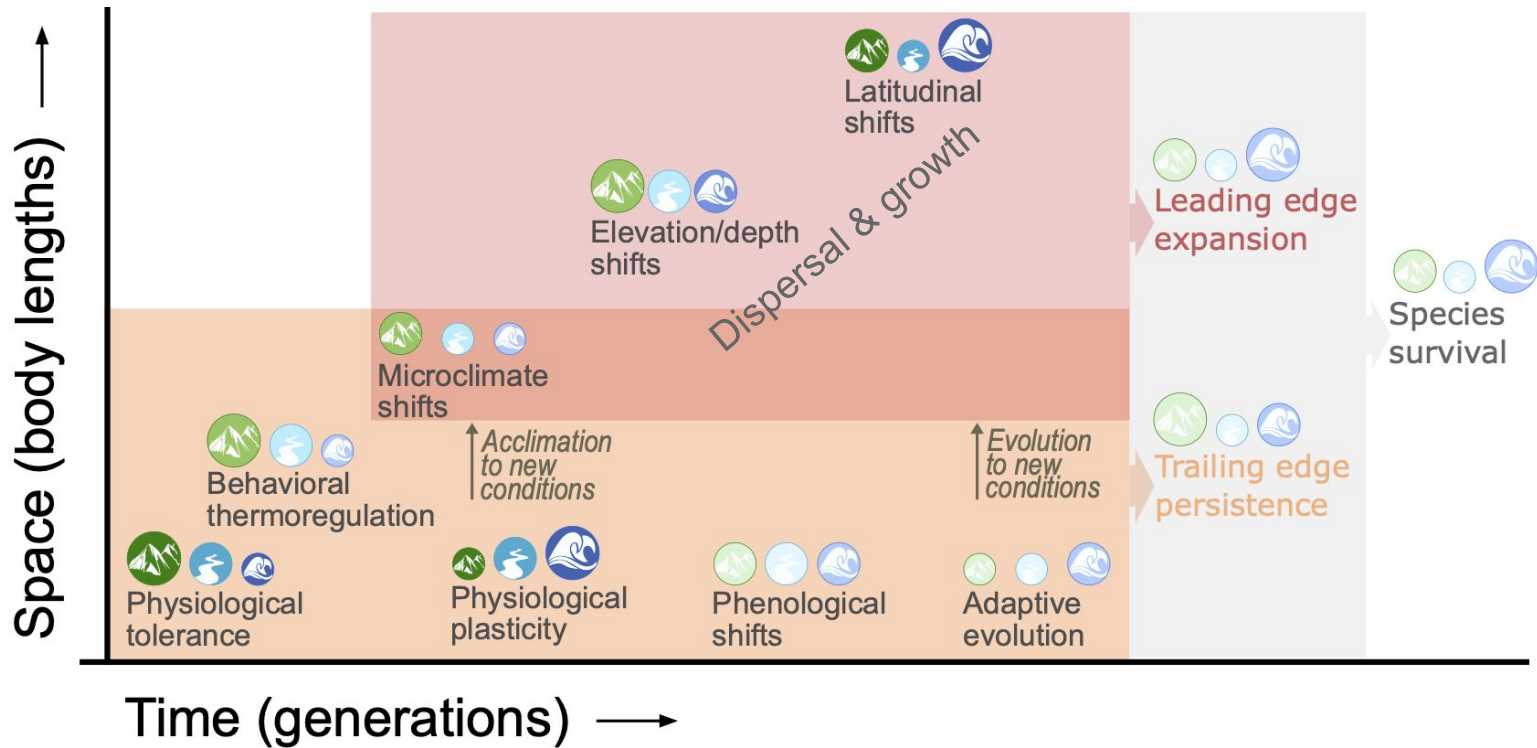 Space (body lengths)
Latitudinal
shifts
Dispersal & growth
Elevation/depth
shifts
Leading edge
expansion
Species
survival
Microclimate
shifts
Acclimation
to new
conditions
Evolution
to new
conditions
Trailing edge
persistence
Behavioral
thermoregulation
Physiological
tolerance
Physiological
plasticity
Phenological
shifts
Adaptive
evolution
Time (generations)